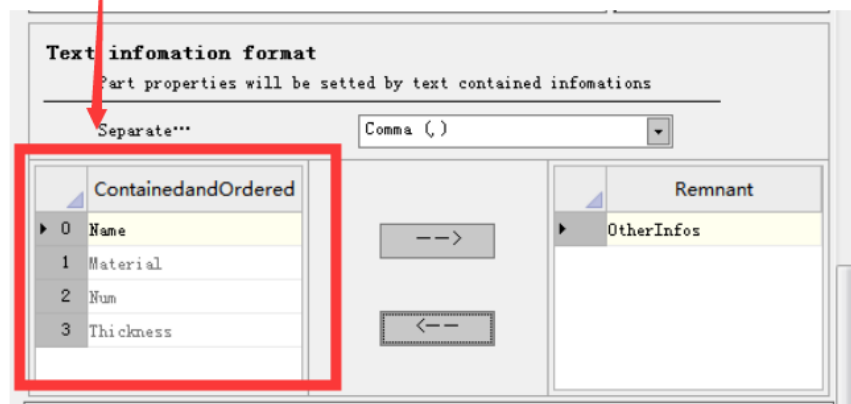 Text infomation format
Part properties will be setted by text contained infomations
Separate…
Comma (,)
ContainedandOrdered
0 Name
1 Material
2 Num
3 Thickness
-->
<--
Remnant
OtherInfos